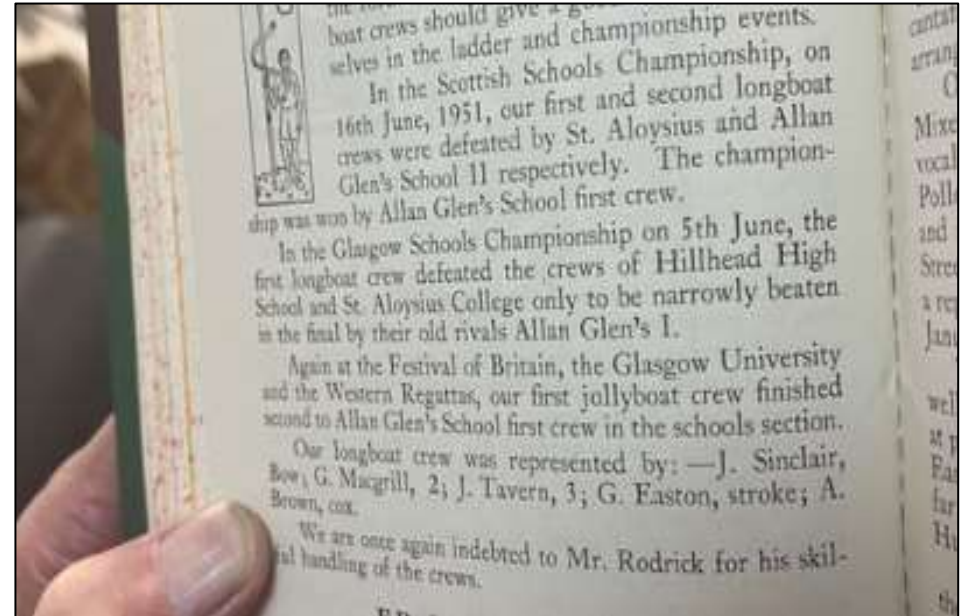 boat crews should give a
selves in the ladder and championship events.
In the Scottish Schools Championship, on
16th June, 1951, our first and second longboat
crews were defeated by St. Aloysius and Allan
Glen's School II respectively. The champion-
ship was won by Allan Glen's School first crew.
In the Glasgow Schools Championship on 5th June, the
first longboat crew defeated the crews of Hillhead High
School and St. Aloysius College only to be narrowly beaten
in the final by their old rivals Allan Glen's I.
Again at the Festival of Britain, the Glasgow University
and the Western Regattas, our first jollyboat crew finished
second to Allan Glen's School first crew in the schools section.
Our longboat crew was represented by: —J. Sinclair,
Bow; G. Macgrill, 2; J. Tavern, 3; G. Easton, stroke; A.
Brown, cox.
We are once again indebted to Mr. Rodrick for his skil-
ful handling of the crews.